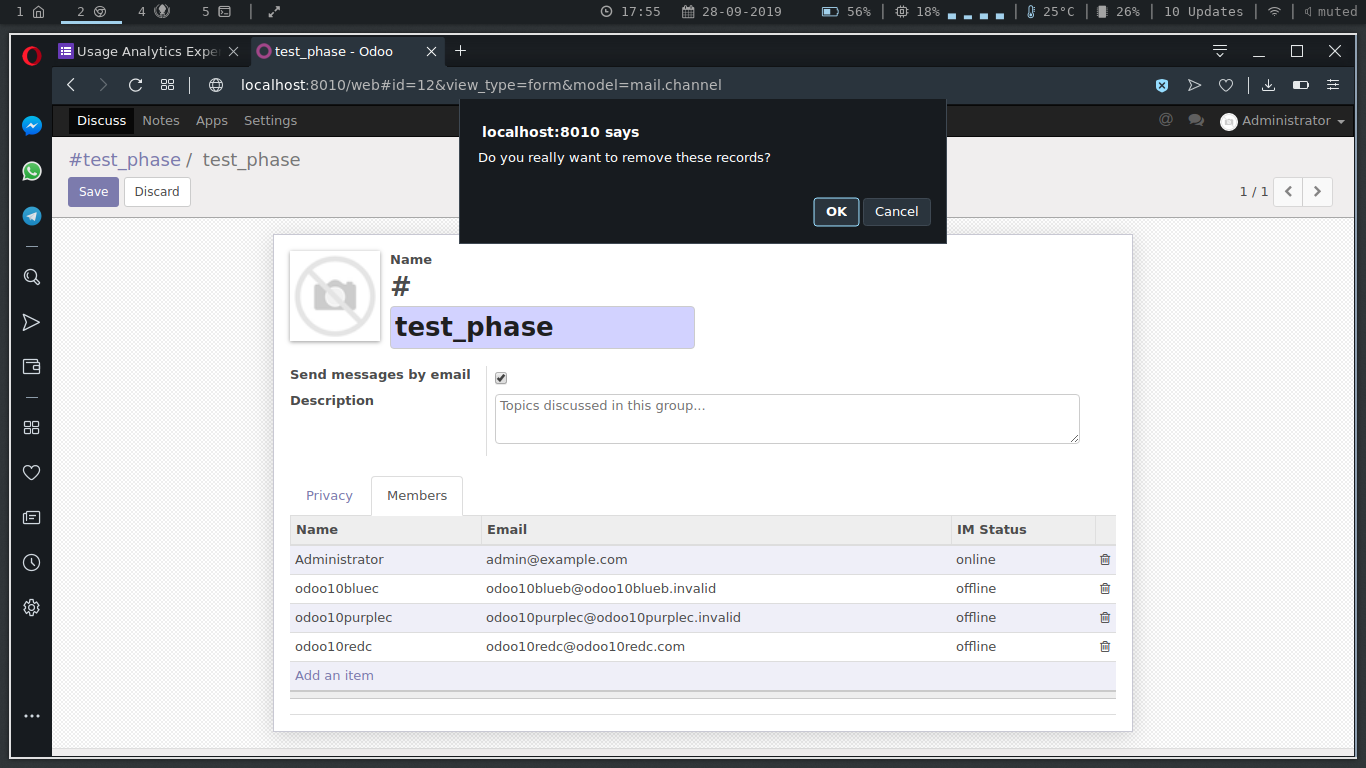 1 2 4 5 17:55 28-09-2019 56% 18% 25°C 26% 10 Updates muted
Usage Analytics Expe test_phase - Odoo
localhost:8010/web#id=12&view_type=form&model=mail.channel
Discuss Notes Apps Settings @ Administrator
localhost:8010 says
Do you really want to remove these records?
OK Cancel
#test_phase / test_phase
Save Discard 1 / 1
Name
#
test_phase
Send messages by email
Description Topics discussed in this group...
Privacy Members
Name Email IM Status
Administrator admin@example.com online
odoo10bluec odoo10blueb@odoo10blueb.invalid offline
odoo10purplec odoo10purplec@odoo10purplec.invalid offline
odoo10redc odoo10redc@odoo10redc.com offline
Add an item